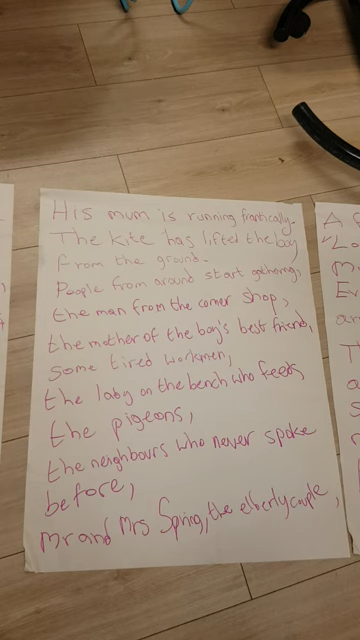 His mum is running frantically.
The kite has lifted the boy
from the ground.
People from around start gathering,
the man from the corner shop,
the mother of the boy's best friend,
some tired workmen,
the lady on the bench who feeds
the pigeons,
the neighbours who never spoke
before,
Mr and Mrs Spring, the elderly couple,
A
"Lo
M
Ev
ar
T
a
S